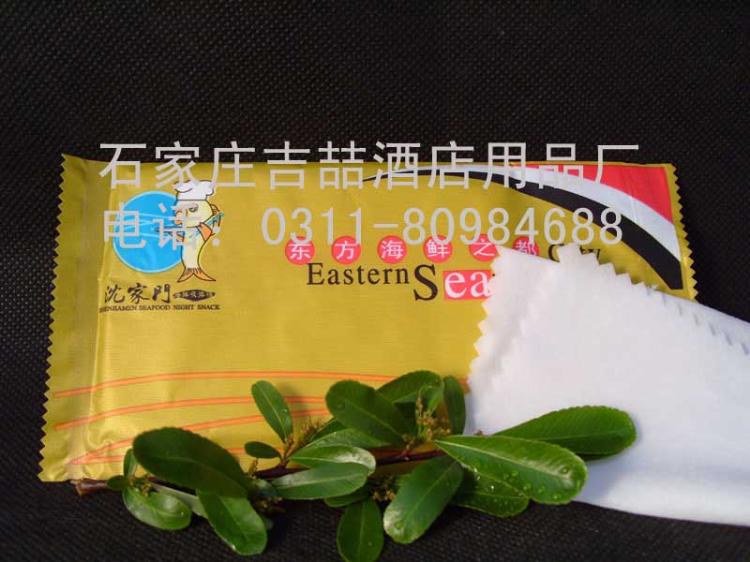 石家庄吉喆酒店用品厂
电话：0311-80984688
东方海鲜之都
Eastern Sea
沈家门
SHENJIAMEN SEAFOOD NIGHT SNACK